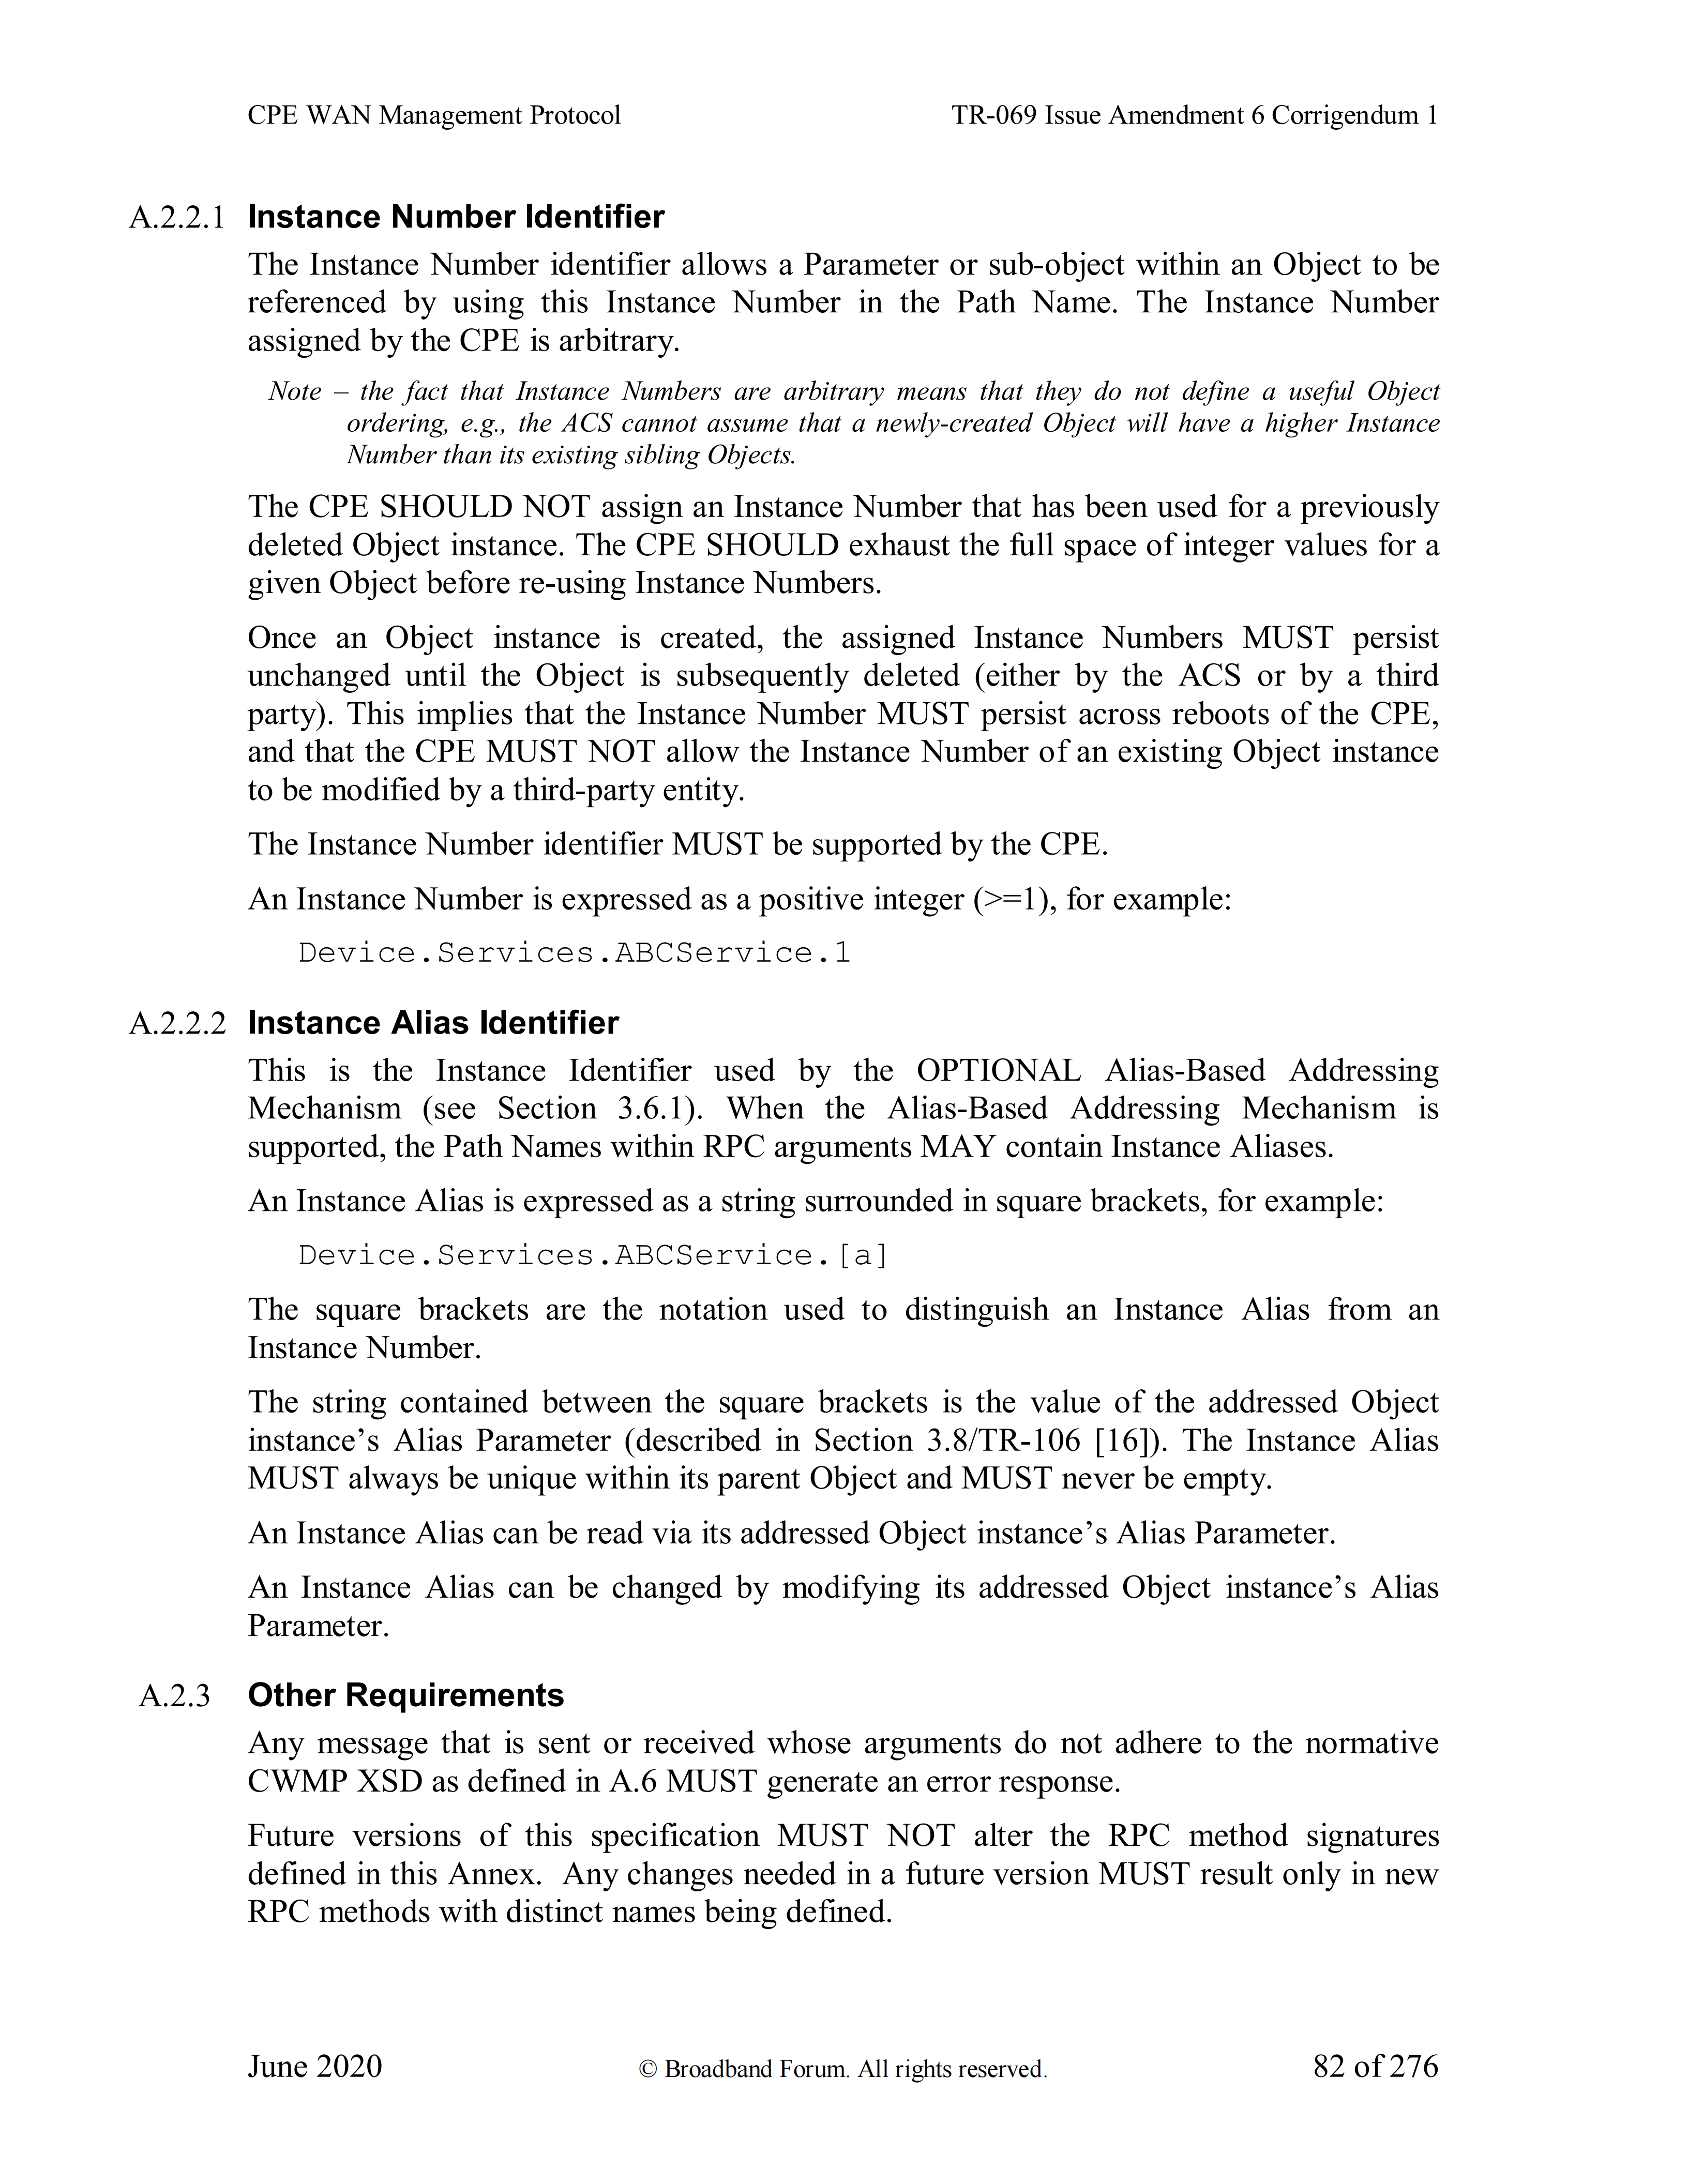 CPE WAN Management Protocol TR-069 Issue Amendment 6 Corrigendum 1
A.2.2.1 Instance Number Identifier
The Instance Number identifier allows a Parameter or sub-object within an Object to be
referenced by using this Instance Number in the Path Name. The Instance Number
assigned by the CPE is arbitrary.
Note – the fact that Instance Numbers are arbitrary means that they do not define a useful Object
ordering, e.g., the ACS cannot assume that a newly-created Object will have a higher Instance
Number than its existing sibling Objects.
The CPE SHOULD NOT assign an Instance Number that has been used for a previously
deleted Object instance. The CPE SHOULD exhaust the full space of integer values for a
given Object before re-using Instance Numbers.
Once an Object instance is created, the assigned Instance Numbers MUST persist
unchanged until the Object is subsequently deleted (either by the ACS or by a third
party). This implies that the Instance Number MUST persist across reboots of the CPE,
and that the CPE MUST NOT allow the Instance Number of an existing Object instance
to be modified by a third-party entity.
The Instance Number identifier MUST be supported by the CPE.
An Instance Number is expressed as a positive integer (>=1), for example:
Device.Services.ABCService.1
A.2.2.2 Instance Alias Identifier
This is the Instance Identifier used by the OPTIONAL Alias-Based Addressing
Mechanism (see Section 3.6.1). When the Alias-Based Addressing Mechanism is
supported, the Path Names within RPC arguments MAY contain Instance Aliases.
An Instance Alias is expressed as a string surrounded in square brackets, for example:
Device.Services.ABCService.[a]
The square brackets are the notation used to distinguish an Instance Alias from an
Instance Number.
The string contained between the square brackets is the value of the addressed Object
instance’s Alias Parameter (described in Section 3.8/TR-106 [16]). The Instance Alias
MUST always be unique within its parent Object and MUST never be empty.
An Instance Alias can be read via its addressed Object instance’s Alias Parameter.
An Instance Alias can be changed by modifying its addressed Object instance’s Alias
Parameter.
A.2.3 Other Requirements
Any message that is sent or received whose arguments do not adhere to the normative
CWMP XSD as defined in A.6 MUST generate an error response.
Future versions of this specification MUST NOT alter the RPC method signatures
defined in this Annex.  Any changes needed in a future version MUST result only in new
RPC methods with distinct names being defined.
June 2020 © Broadband Forum. All rights reserved. 82 of 276